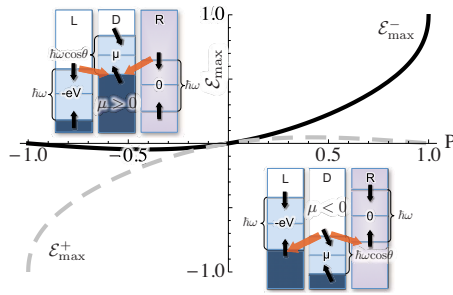 L D R
ħωcosθ
μ
ħω
-eV
0
ħω
μ > 0
1.0
ℰmax
ℰ⁻max
-1.0
-0.5
0.5
1.0
P
ℰ⁺max
-1.0
L D R
μ < 0
ħω
-eV
0
ħω
μ
ħωcosθ